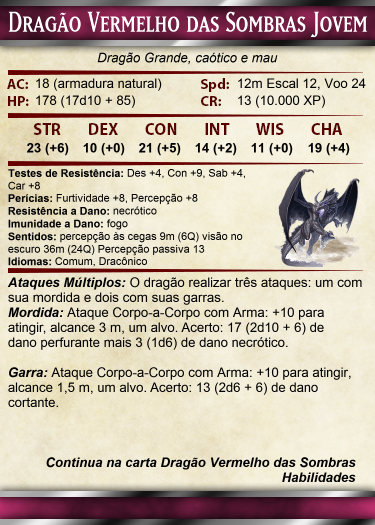 Dragão Vermelho das Sombras Jovem
Dragão Grande, caótico e mau
AC: 18 (armadura natural) Spd: 12m Escal 12, Voo 24
HP: 178 (17d10 + 85) CR: 13 (10.000 XP)
STR DEX CON INT WIS CHA
23 (+6) 10 (+0) 21 (+5) 14 (+2) 11 (+0) 19 (+4)
Testes de Resistência: Des +4, Con +9, Sab +4,
Car +8
Perícias: Furtividade +8, Percepção +8
Resistência a Dano: necrótico
Imunidade a Dano: fogo
Sentidos: percepção às cegas 9m (6Q) visão no
escuro 36m (24Q) Percepção passiva 13
Idiomas: Comum, Dracônico
Ataques Múltiplos: O dragão realizar três ataques: um com
sua mordida e dois com suas garras.
Mordida: Ataque Corpo-a-Corpo com Arma: +10 para
atingir, alcance 3 m, um alvo. Acerto: 17 (2d10 + 6) de
dano perfurante mais 3 (1d6) de dano necrótico.
Garra: Ataque Corpo-a-Corpo com Arma: +10 para atingir,
alcance 1,5 m, um alvo. Acerto: 13 (2d6 + 6) de dano
cortante.
Continua na carta Dragão Vermelho das Sombras
Habilidades